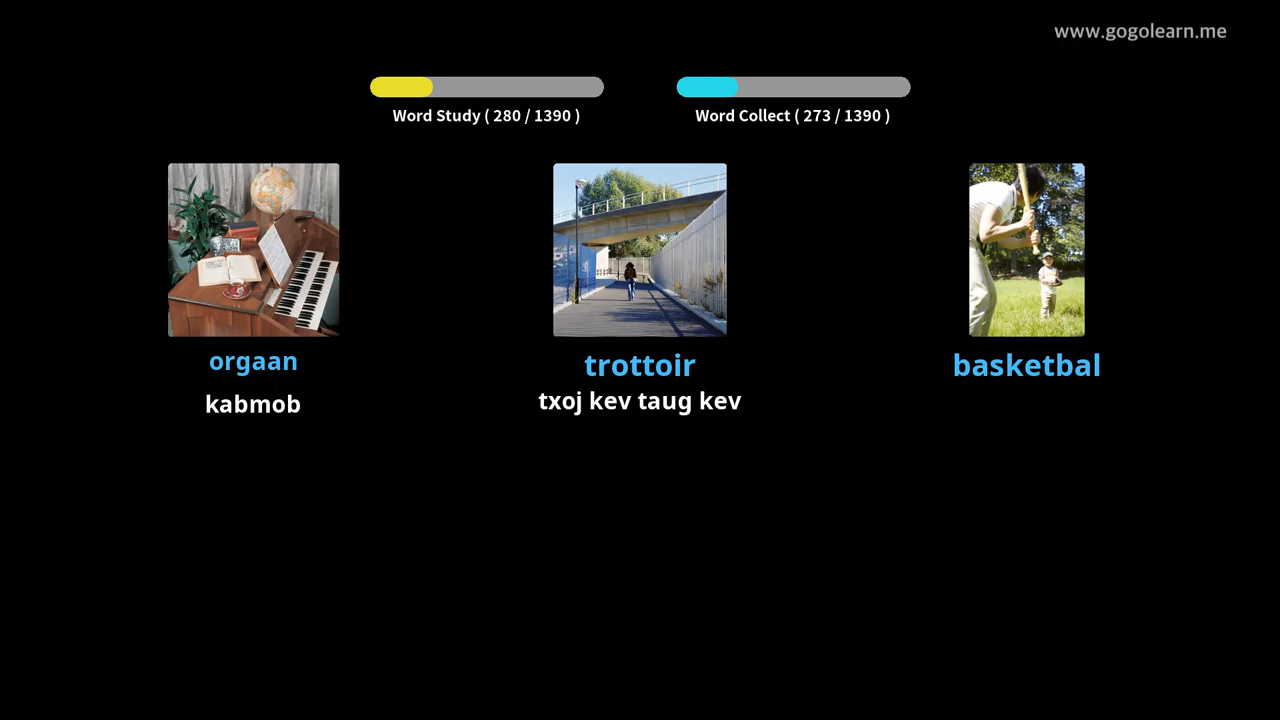 www.gogolearn.me
Word Study ( 280 / 1390 )
Word Collect ( 273 / 1390 )
orgaan
kabmob
trottoir
txoj kev taug kev
basketbal